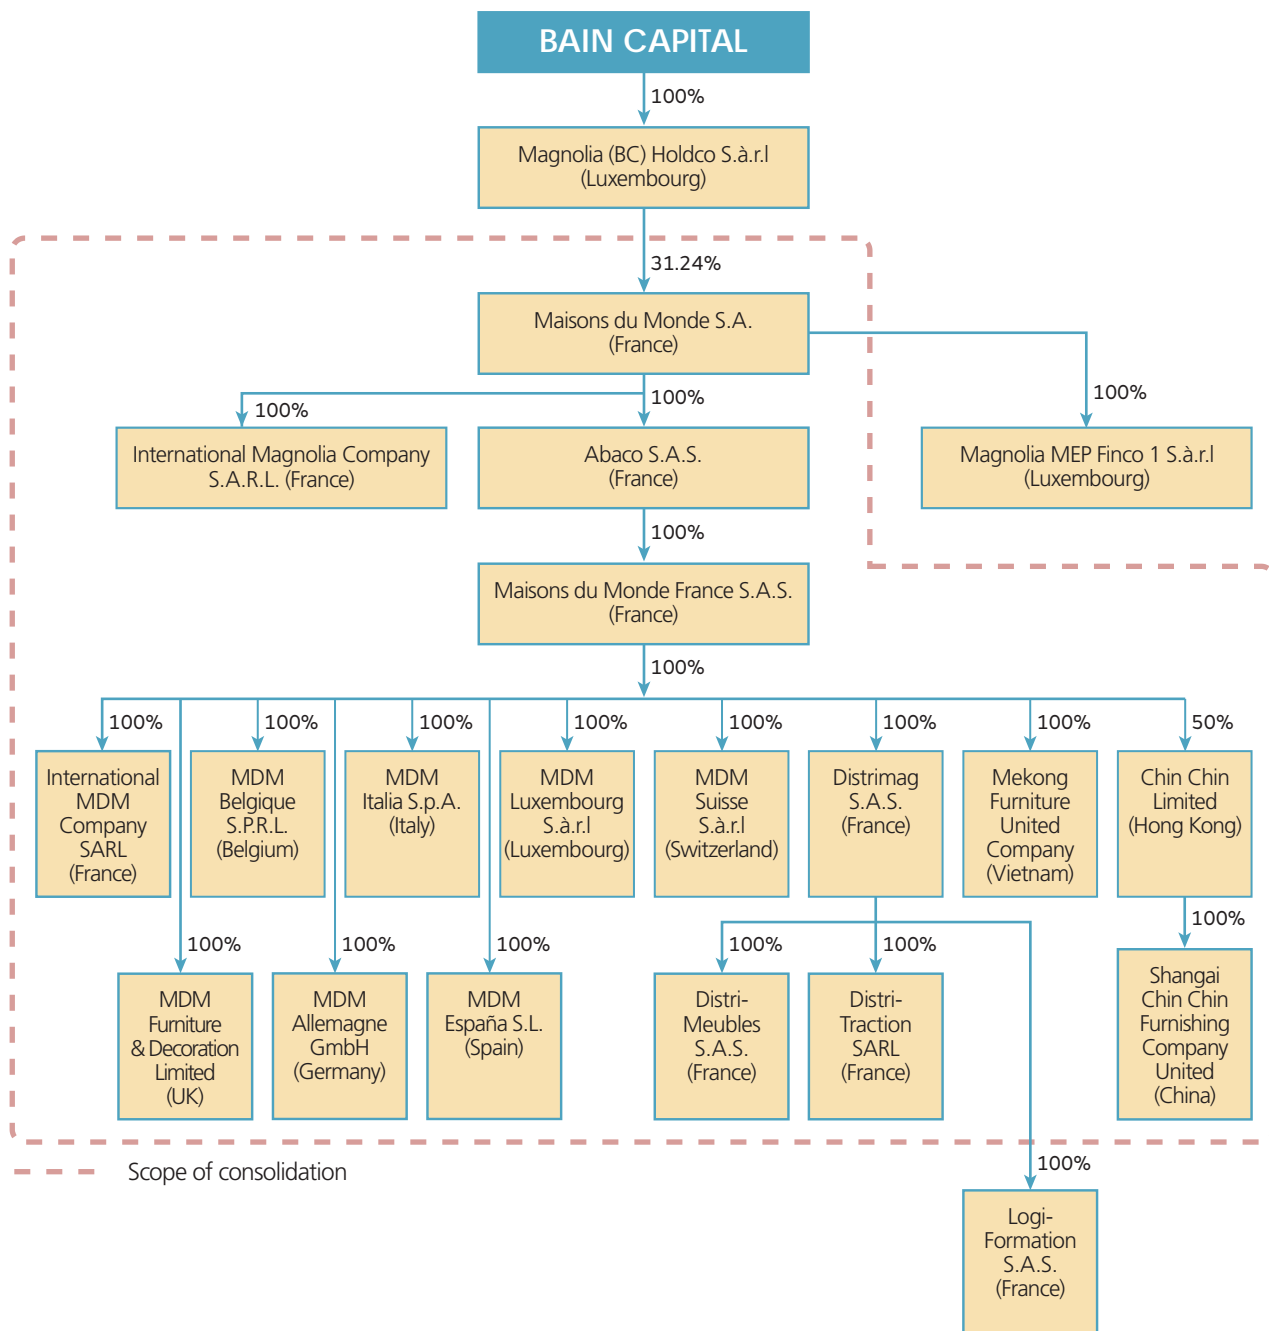 BAIN CAPITAL
100%
Magnolia (BC) Holdco S.à.r.l
(Luxembourg)
31.24%
Maisons du Monde S.A.
(France)
100%
100%
100%
International Magnolia Company
S.A.R.L. (France)
Abaco S.A.S.
(France)
Magnolia MEP Finco 1 S.à.r.l
(Luxembourg)
100%
Maisons du Monde France S.A.S.
(France)
100%
100%
100%
100%
100%
100%
100%
100%
50%
International
MDM
Company
SARL
(France)
MDM
Belgique
S.P.R.L.
(Belgium)
MDM
Italia S.p.A.
(Italy)
MDM
Luxembourg
S.à.r.l
(Luxembourg)
MDM
Suisse
S.à.r.l
(Switzerland)
Distrimag
S.A.S.
(France)
Mekong
Furniture
United
Company
(Vietnam)
Chin Chin
Limited
(Hong Kong)
100%
100%
100%
100%
100%
100%
MDM
Furniture
& Decoration
Limited
(UK)
MDM
Allemagne
GmbH
(Germany)
MDM
España S.L.
(Spain)
Distri-
Meubles
S.A.S.
(France)
Distri-
Traction
SARL
(France)
Shangai
Chin Chin
Furnishing
Company
United
(China)
Scope of consolidation
100%
Logi-
Formation
S.A.S.
(France)